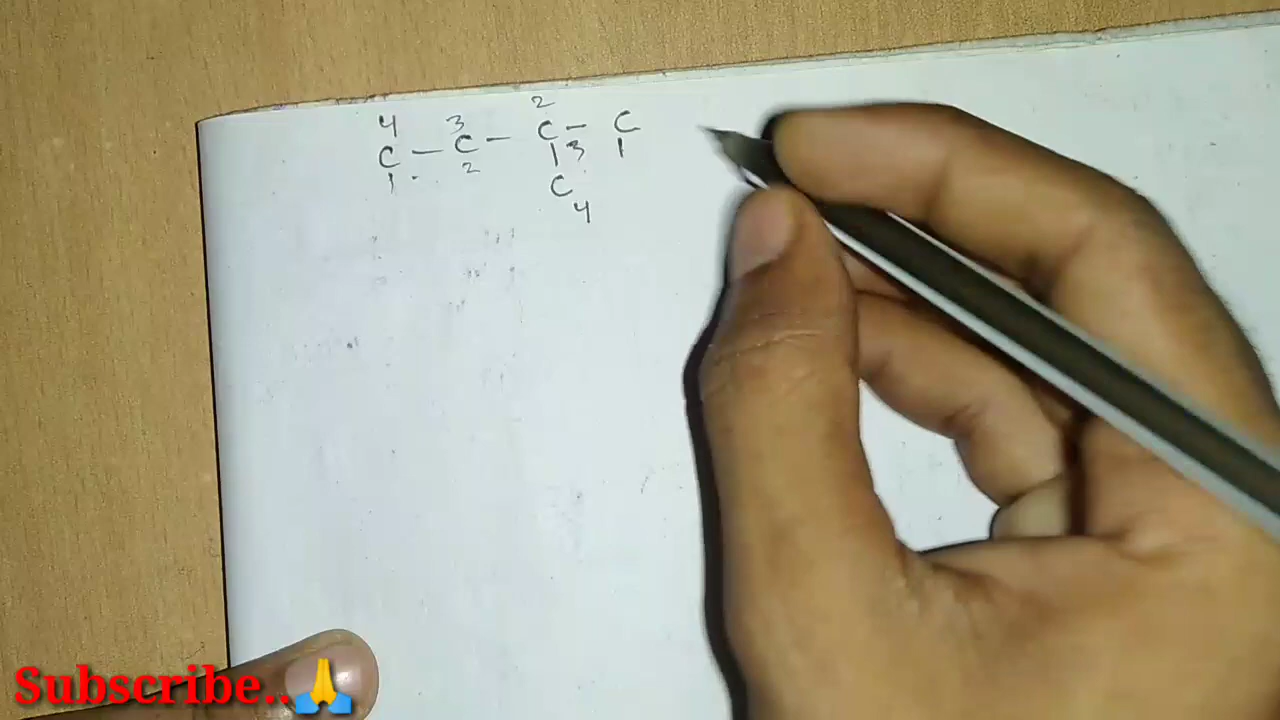 4 3 2
C - C - C - C
1 2 3 1
C
4
Subscribe..🙏